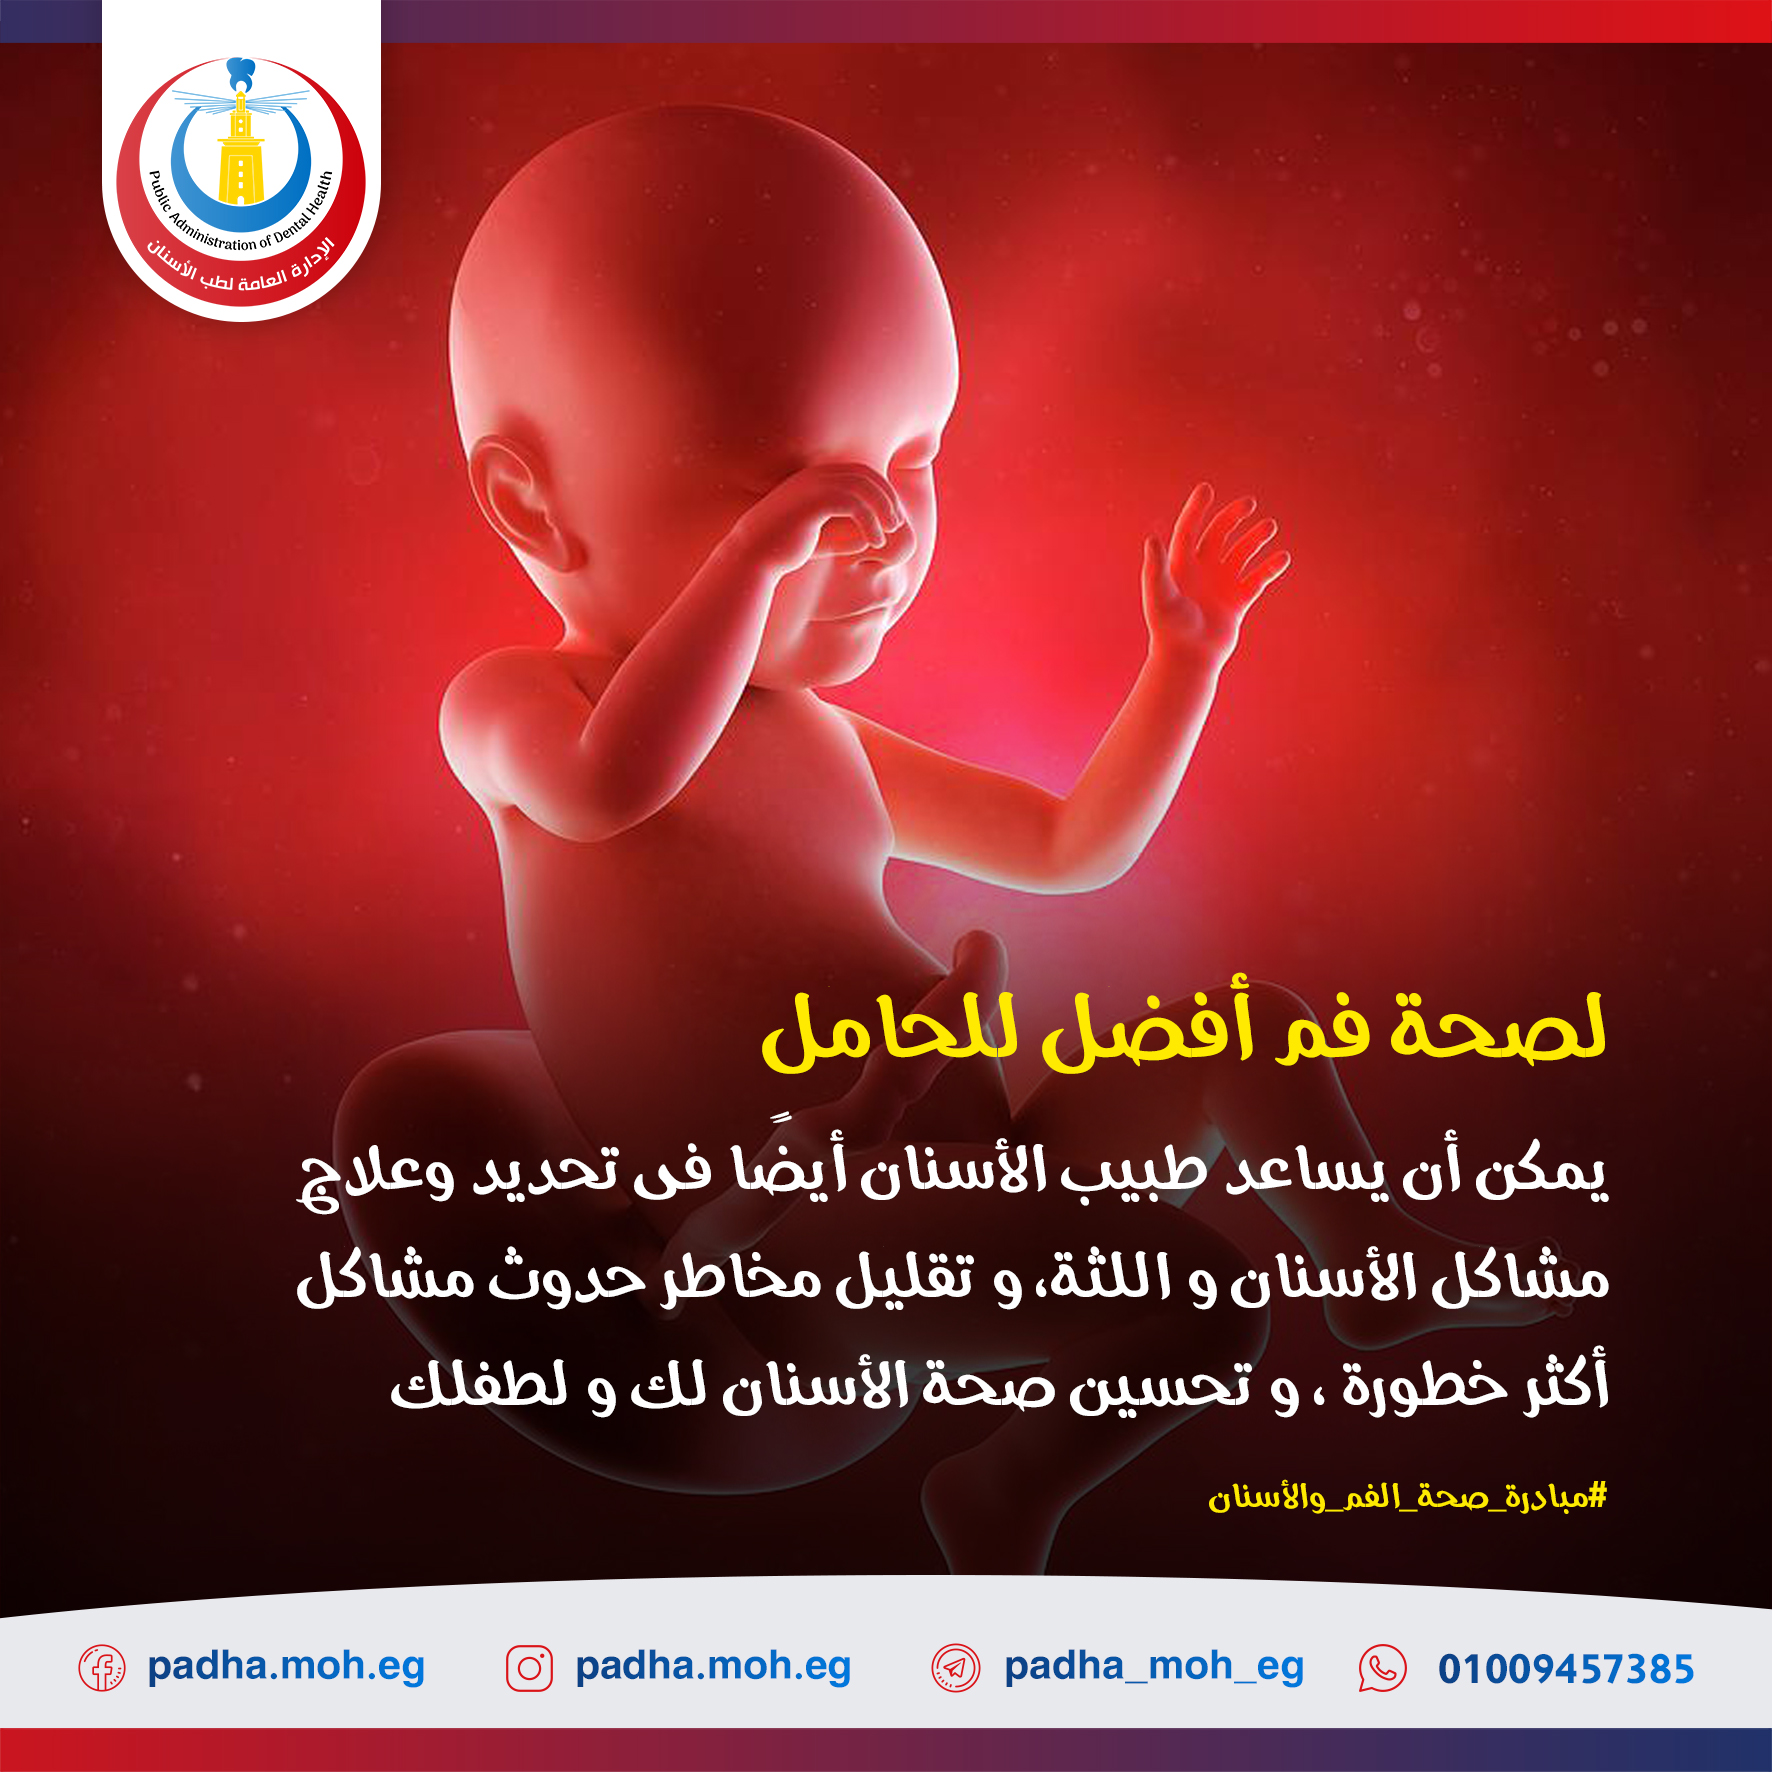 Public Administration of Dental Health
الإدارة العامة لطب الأسنان
لصحة فم أفضل للحامل
يمكن أن يساعد طبيب الأسنان أيضًا فى تحديد وعلاج
مشاكل الأسنان و اللثة، و تقليل مخاطر حدوث مشاكل
أكثر خطورة ، و تحسين صحة الأسنان لك و لطفلك
#مبادرة_صحة_الفم_والأسنان
padha.moh.eg padha.moh.eg padha_moh_eg 01009457385